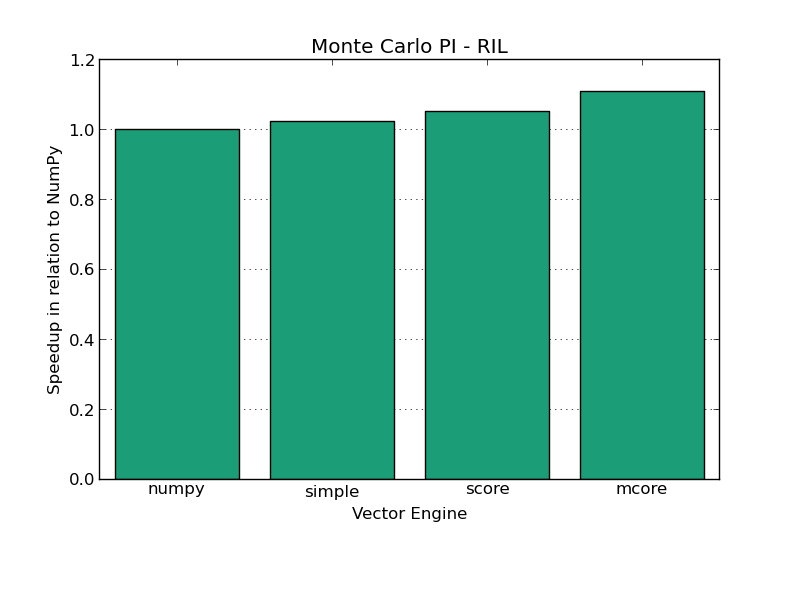 Monte Carlo PI - RIL
Speedup in relation to NumPy
1.2
1.0
0.8
0.6
0.4
0.2
0.0
numpy simple score mcore
Vector Engine